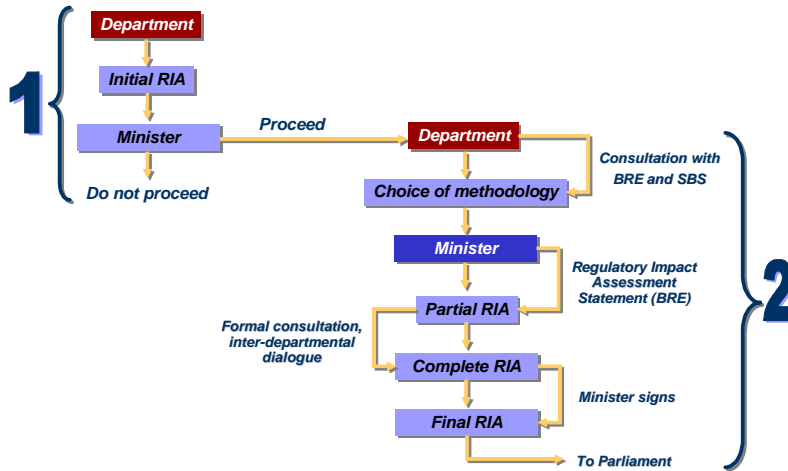 1
Department
Initial RIA
Minister
Do not proceed
Proceed
Department
Consultation with
BRE and SBS
Choice of methodology
Minister
Regulatory Impact
Assessment
Statement (BRE)
Partial RIA
Formal consultation,
inter-departmental
dialogue
Complete RIA
Minister signs
Final RIA
To Parliament
2